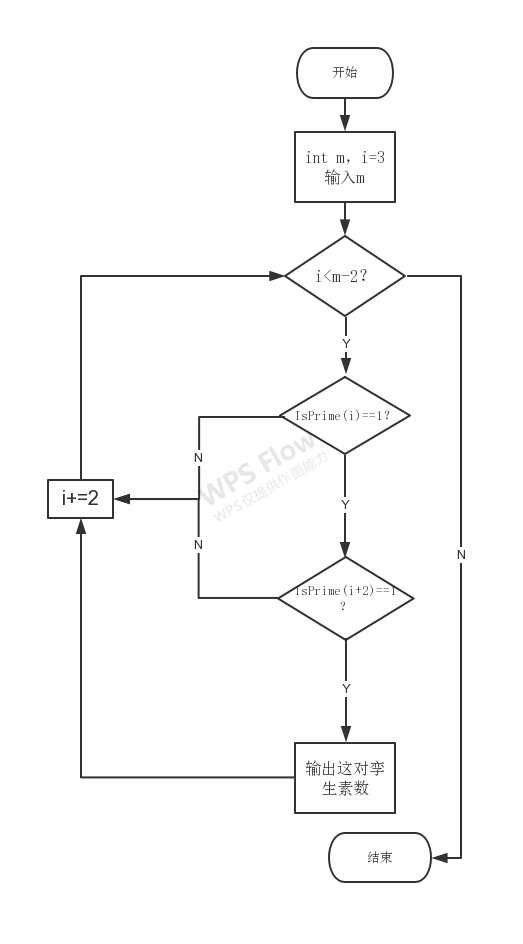 开始
int m, i=3
输入m
i<m-2?
Y
IsPrime(i)==1?
N
WPS Flow
WPS仅提供作图能力
i+=2
Y
N
N
IsPrime(i+2)==1
?
Y
输出这对孪
生素数
结束